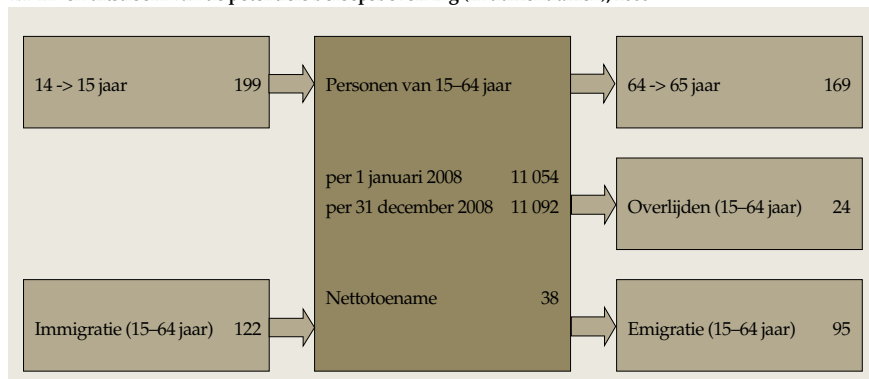 14 -> 15 jaar 199
Personen van 15–64 jaar
64 -> 65 jaar 169
per 1 januari 2008 11 054
per 31 december 2008 11 092
Overlijden (15–64 jaar) 24
Nettotoename 38
Immigratie (15–64 jaar) 122
Emigratie (15–64 jaar) 95